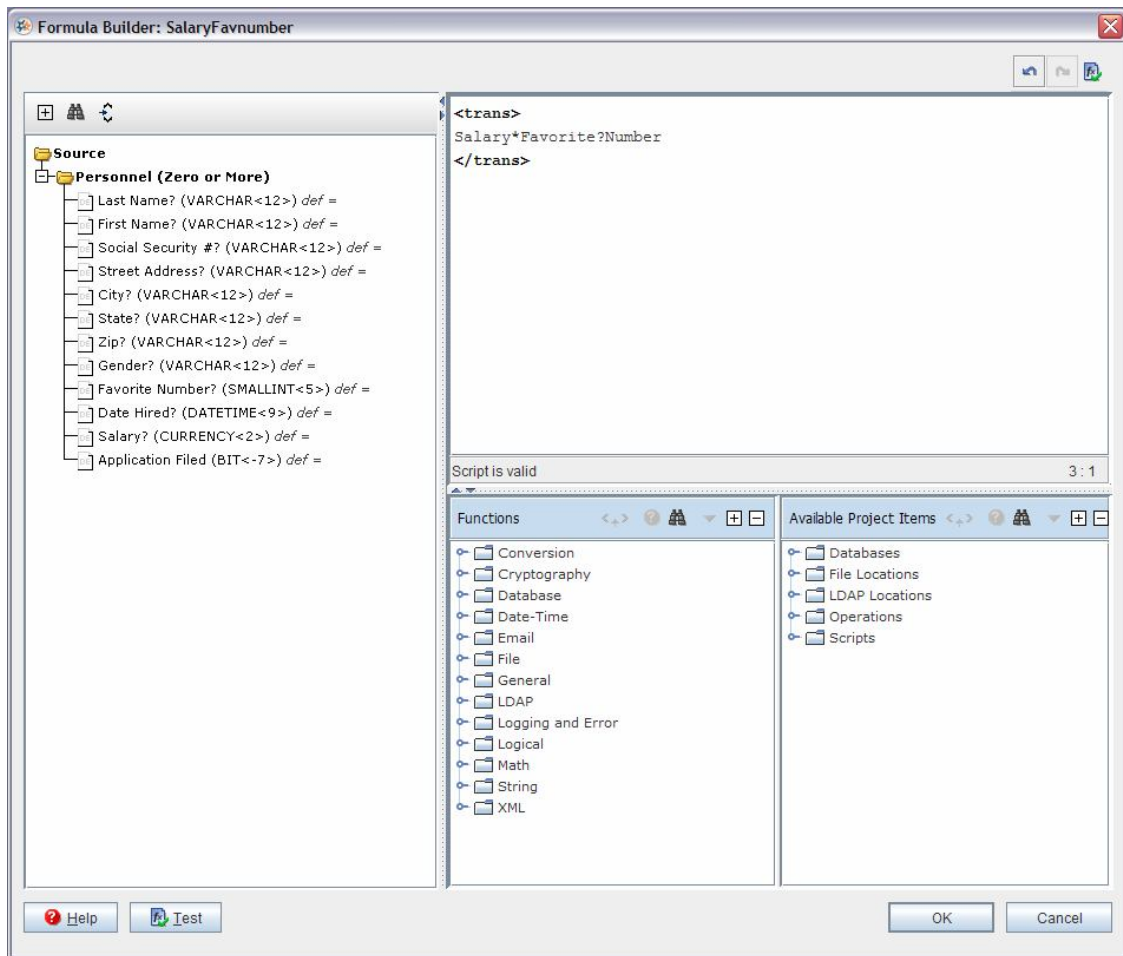 Formula Builder: SalaryFavnumber
<trans>
Salary*Favorite?Number
</trans>
Source
Personnel (Zero or More)
Last Name? (VARCHAR<12>) def =
First Name? (VARCHAR<12>) def =
Social Security #? (VARCHAR<12>) def =
Street Address? (VARCHAR<12>) def =
City? (VARCHAR<12>) def =
State? (VARCHAR<12>) def =
Zip? (VARCHAR<12>) def =
Gender? (VARCHAR<12>) def =
Favorite Number? (SMALLINT<5>) def =
Date Hired? (DATETIME<9>) def =
Salary? (CURRENCY<2>) def =
Application Filed (BIT<-7>) def =
Script is valid 3 : 1
Functions
Conversion
Cryptography
Database
Date-Time
Email
File
General
LDAP
Logging and Error
Logical
Math
String
XML
Available Project Items
Databases
File Locations
LDAP Locations
Operations
Scripts
Help
Test
OK
Cancel